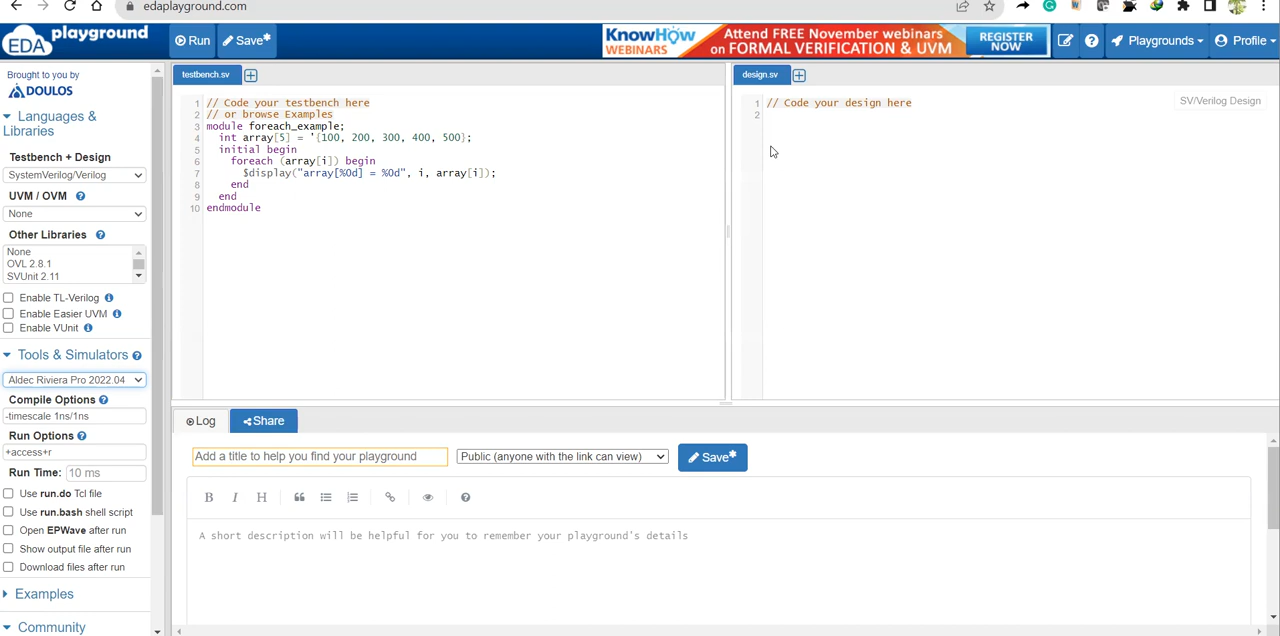 edaplayground.com
EDA playground
Run
Save*
KnowHow WEBINARS
Attend FREE November webinars
on FORMAL VERIFICATION & UVM
REGISTER NOW
Playgrounds
Profile
Brought to you by
DOULOS
Languages & Libraries
Testbench + Design
SystemVerilog/Verilog
UVM / OVM
None
Other Libraries
None
OVL 2.8.1
SVUnit 2.11
Enable TL-Verilog
Enable Easier UVM
Enable VUnit
Tools & Simulators
Aldec Riviera Pro 2022.04
Compile Options
-timescale 1ns/1ns
Run Options
+access+r
Run Time: 10 ms
Use run.do Tcl file
Use run.bash shell script
Open EPWave after run
Show output file after run
Download files after run
Examples
Community
testbench.sv
1 // Code your testbench here
2 // or browse Examples
3 module foreach_example;
4 int array[5] = '{100, 200, 300, 400, 500};
5 initial begin
6 foreach (array[i]) begin
7 $display("array[%0d] = %0d", i, array[i]);
8 end
9 end
10 endmodule
design.sv
1 // Code your design here
2
SV/Verilog Design
Log
Share
Add a title to help you find your playground
Public (anyone with the link can view)
Save*
B I H
A short description will be helpful for you to remember your playground's details